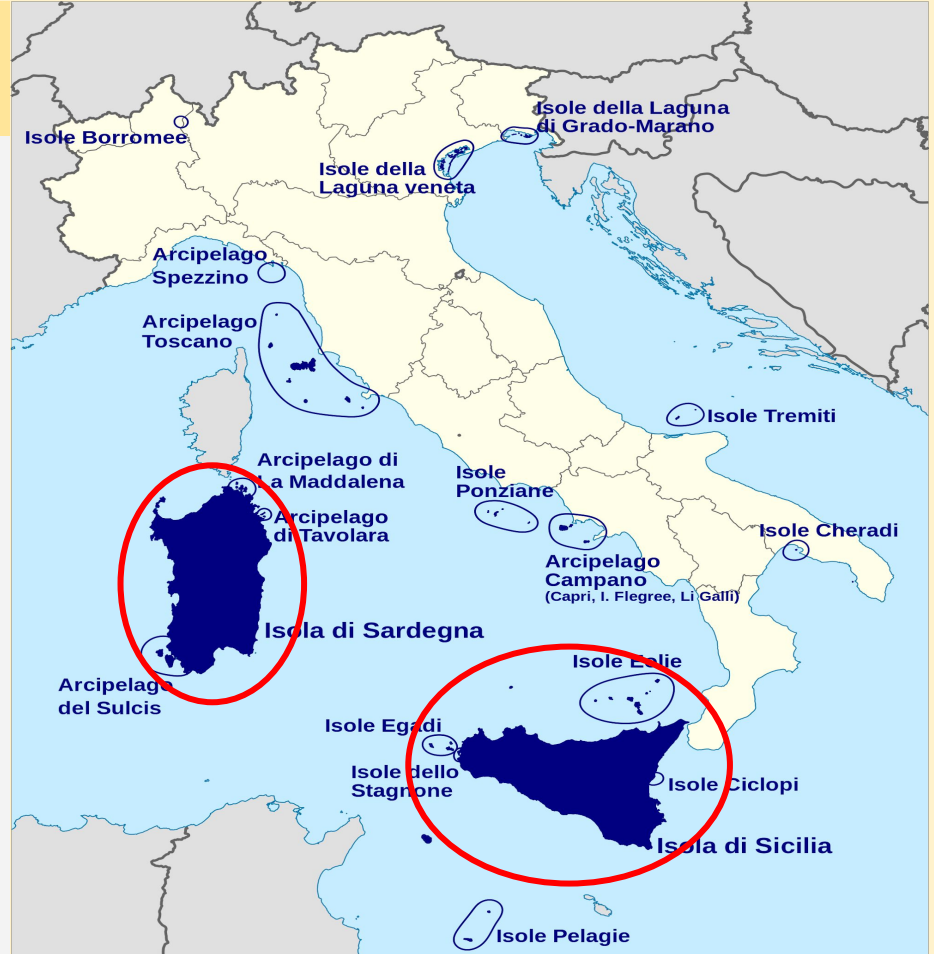 Isole della Laguna
di Grado-Marano
Isole Borromee
Isole della
Laguna veneta
Arcipelago
Spezzino
Arcipelago
Toscano
Isole Tremiti
Arcipelago di
La Maddalena
Isole
Ponziane
Arcipelago
di Tavolara
Isole Cheradi
Arcipelago
Campano
(Capri, I. Flegree, Li Galli)
Isola di Sardegna
Isole Eolie
Arcipelago
del Sulcis
Isole Egadi
Isole dello
Stagnone
Isole Ciclopi
Isola di Sicilia
Isole Pelagie